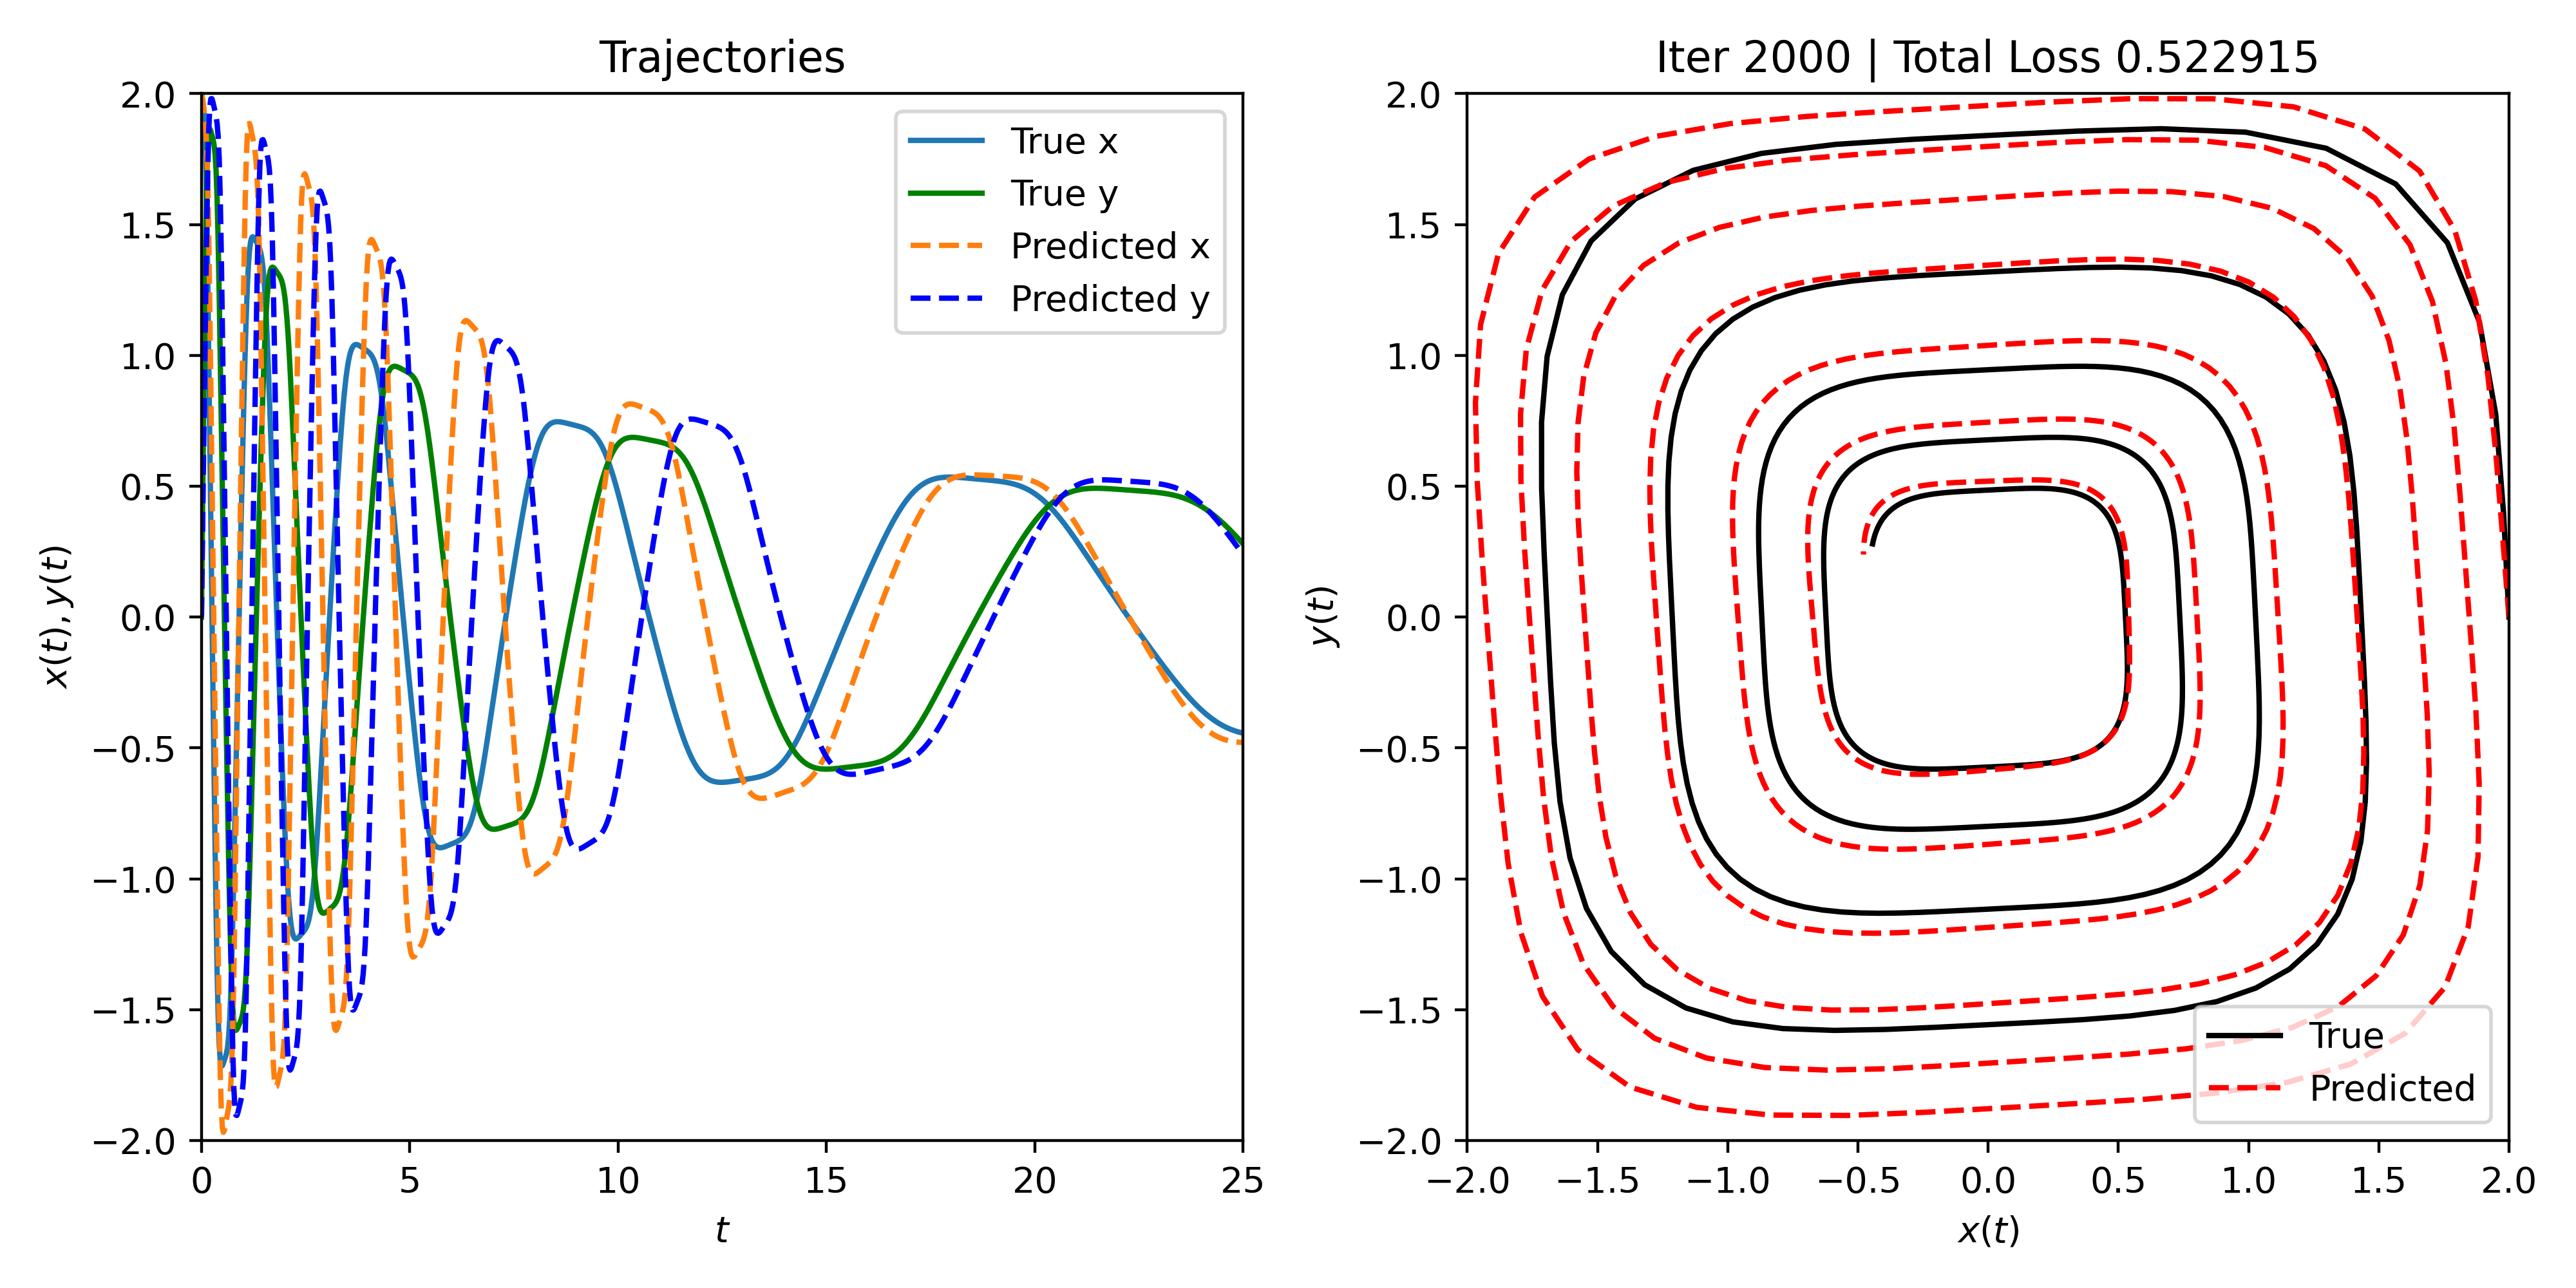 Trajectories
2.0
1.5
1.0
0.5
0.0
−0.5
−1.0
−1.5
−2.0
x(t), y(t)
0 5 10 15 20 25
t
True x
True y
Predicted x
Predicted y
Iter 2000 | Total Loss 0.522915
2.0
1.5
1.0
0.5
0.0
−0.5
−1.0
−1.5
−2.0
y(t)
−2.0 −1.5 −1.0 −0.5 0.0 0.5 1.0 1.5 2.0
x(t)
True
Predicted